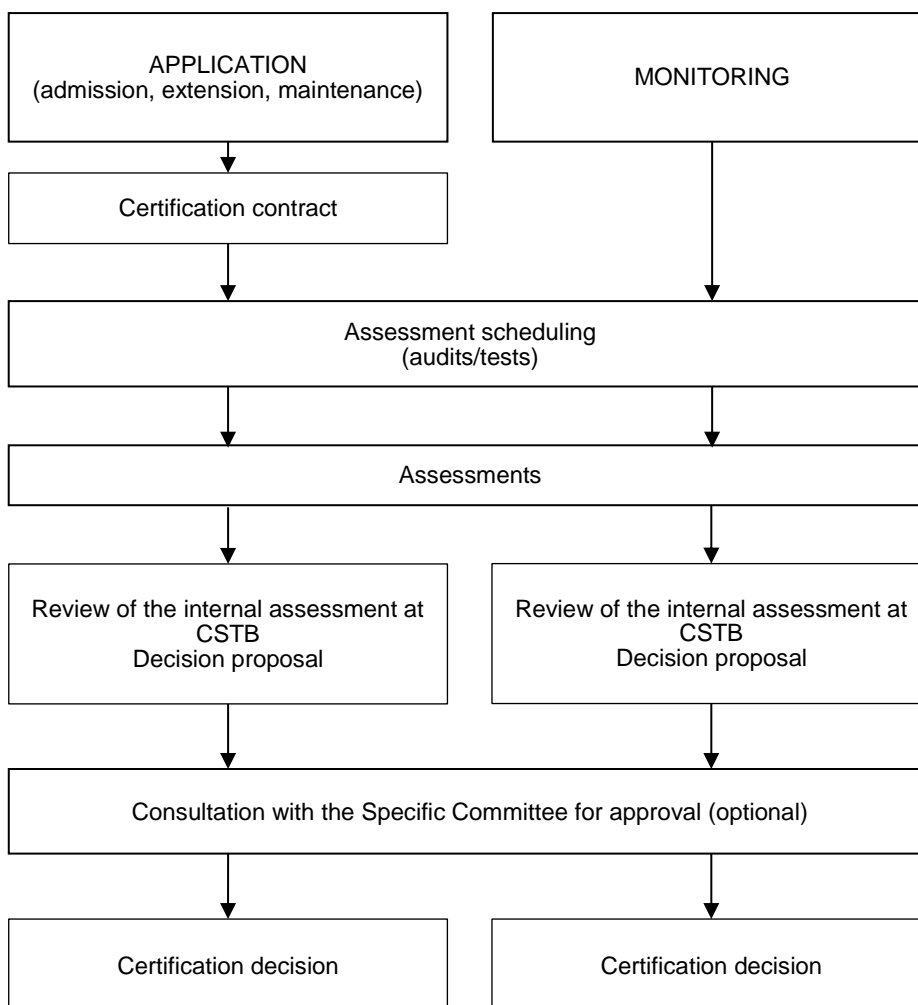 APPLICATION
(admission, extension, maintenance)
MONITORING
Certification contract
Assessment scheduling
(audits/tests)
Assessments
Review of the internal assessment at
CSTB
Decision proposal
Review of the internal assessment at
CSTB
Decision proposal
Consultation with the Specific Committee for approval (optional)
Certification decision
Certification decision